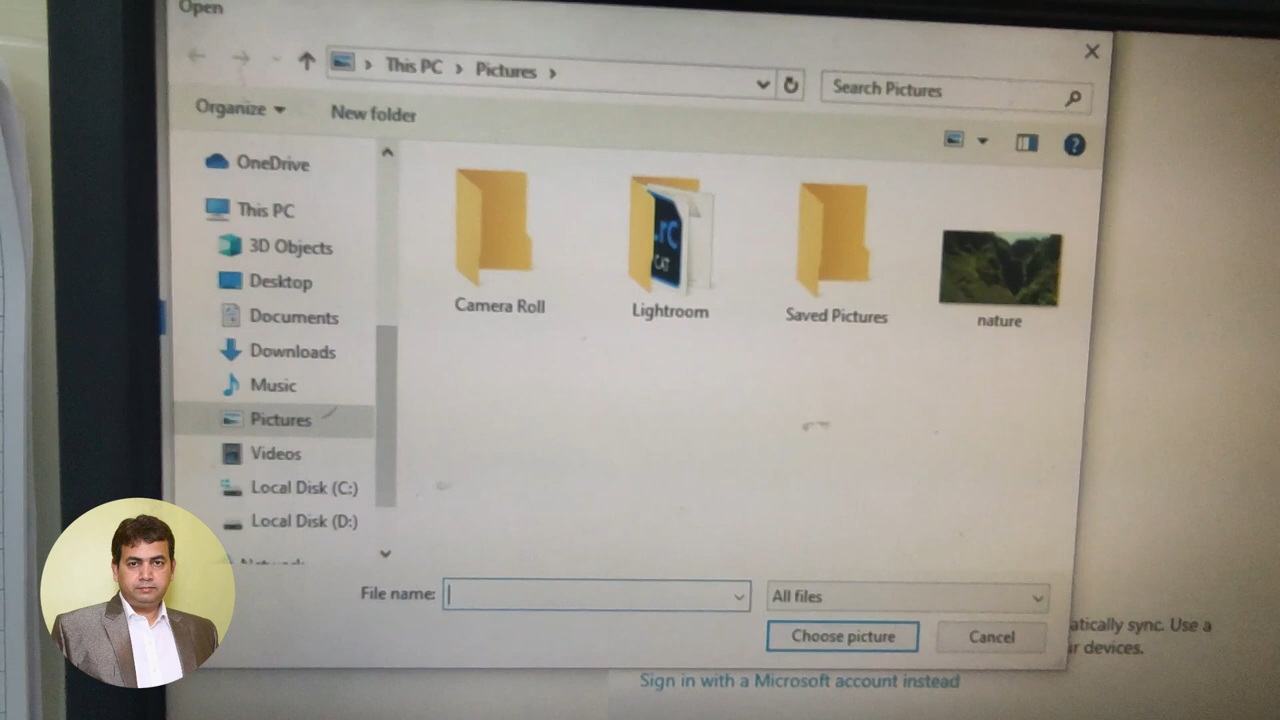 Open
This PC > Pictures >
Search Pictures
Organize
New folder
?
OneDrive
This PC
3D Objects
Desktop
Documents
Downloads
Music
Pictures
Videos
Local Disk (C:)
Local Disk (D:)
Camera Roll
Lightroom
Saved Pictures
nature
File name:
All files
Choose picture
Cancel
atically sync. Use a
ir devices.
Sign in with a Microsoft account instead